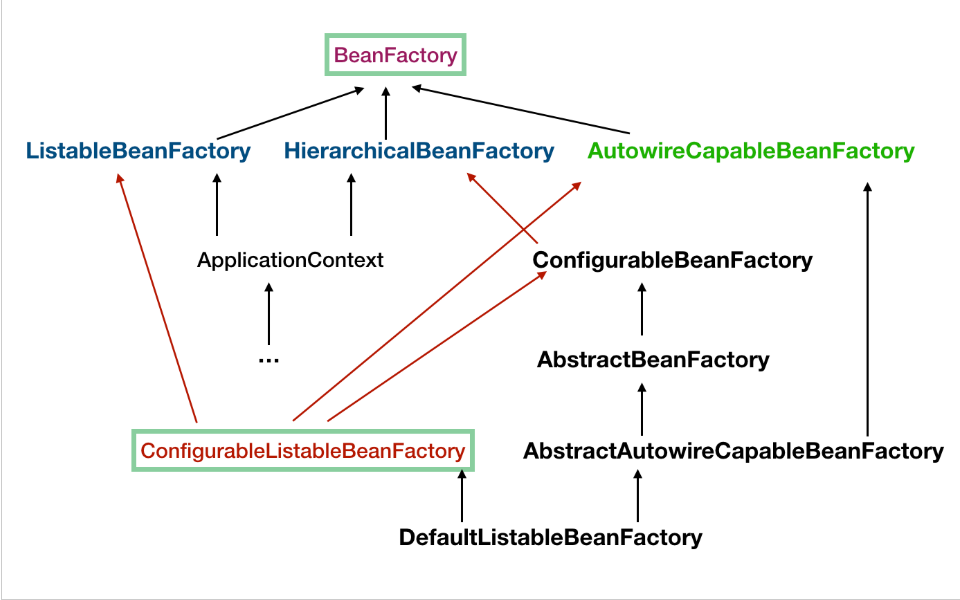 BeanFactory
ListableBeanFactory
HierarchicalBeanFactory
AutowireCapableBeanFactory
ApplicationContext
ConfigurableBeanFactory
...
AbstractBeanFactory
ConfigurableListableBeanFactory
AbstractAutowireCapableBeanFactory
DefaultListableBeanFactory